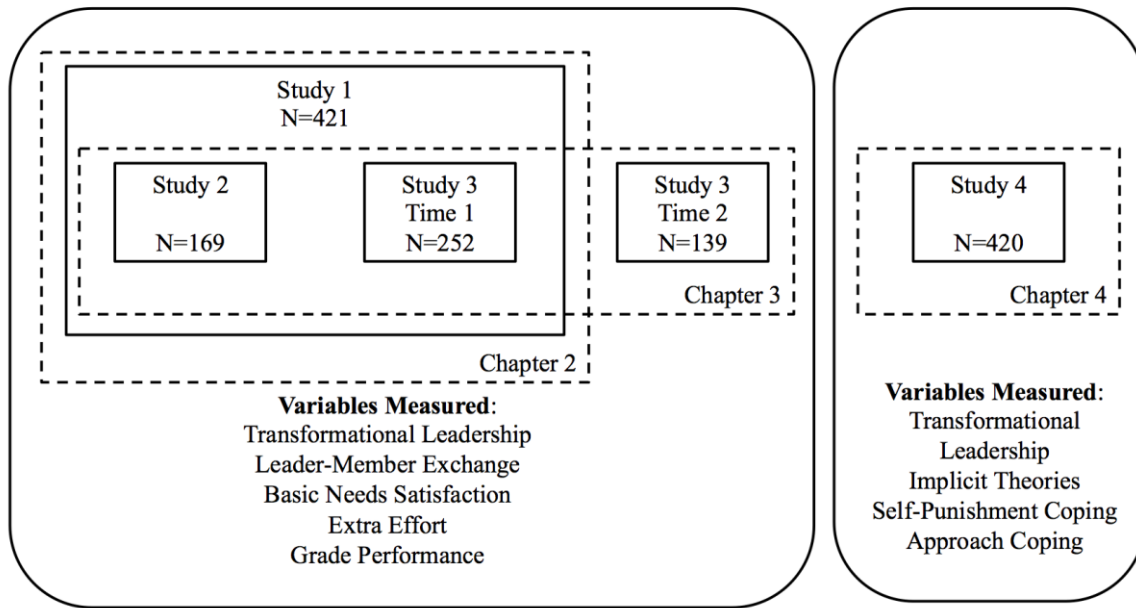 Study 1
N=421
Study 2
N=169
Study 3
Time 1
N=252
Study 3
Time 2
N=139
Chapter 3
Chapter 2
Variables Measured:
Transformational Leadership
Leader-Member Exchange
Basic Needs Satisfaction
Extra Effort
Grade Performance
Study 4
N=420
Chapter 4
Variables Measured:
Transformational
Leadership
Implicit Theories
Self-Punishment Coping
Approach Coping